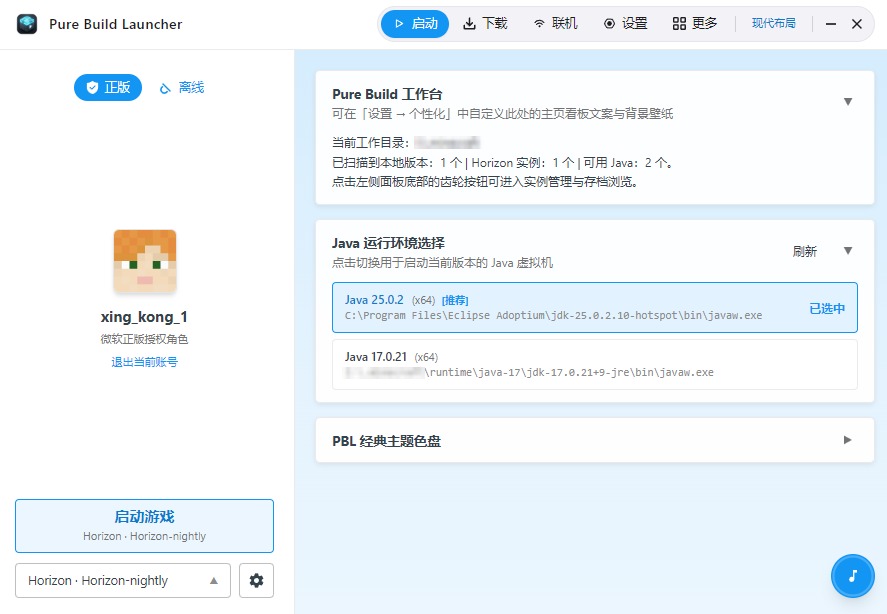 Pure Build Launcher
启动
下载
联机
设置
更多
现代布局
正版
离线
xing_kong_1
微软正版授权角色
退出当前账号
启动游戏
Horizon · Horizon-nightly
Horizon · Horizon-nightly
Pure Build 工作台
可在「设置 → 个性化」中自定义此处的主页看板文案与背景壁纸
当前工作目录：
已扫描到本地版本：1 个 | Horizon 实例：1 个 | 可用 Java：2 个。
点击左侧面板底部的齿轮按钮可进入实例管理与存档浏览。
Java 运行环境选择
点击切换用于启动当前版本的 Java 虚拟机
刷新
Java 25.0.2 (x64) [推荐]
C:\Program Files\Eclipse Adoptium\jdk-25.0.2.10-hotspot\bin\javaw.exe
已选中
Java 17.0.21 (x64)
\runtime\java-17\jdk-17.0.21+9-jre\bin\javaw.exe
PBL 经典主题色盘